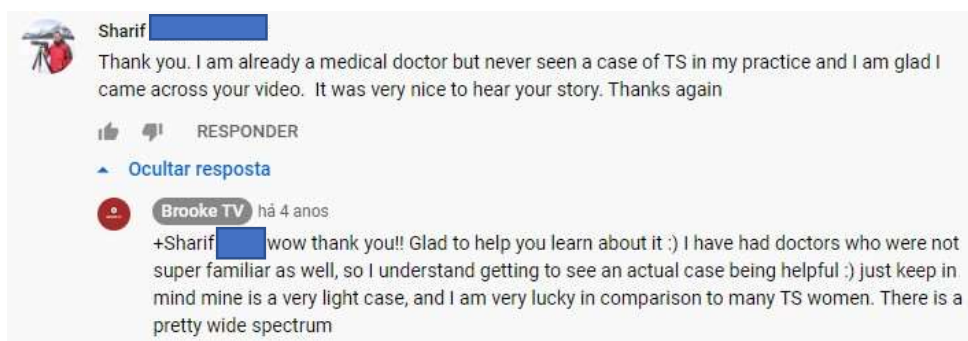 Sharif
Thank you. I am already a medical doctor but never seen a case of TS in my practice and I am glad I
came across your video. It was very nice to hear your story. Thanks again
RESPONDER
Ocultar resposta
Brooke TV há 4 anos
+Sharif wow thank you!! Glad to help you learn about it :) I have had doctors who were not
super familiar as well, so I understand getting to see an actual case being helpful :) just keep in
mind mine is a very light case, and I am very lucky in comparison to many TS women. There is a
pretty wide spectrum